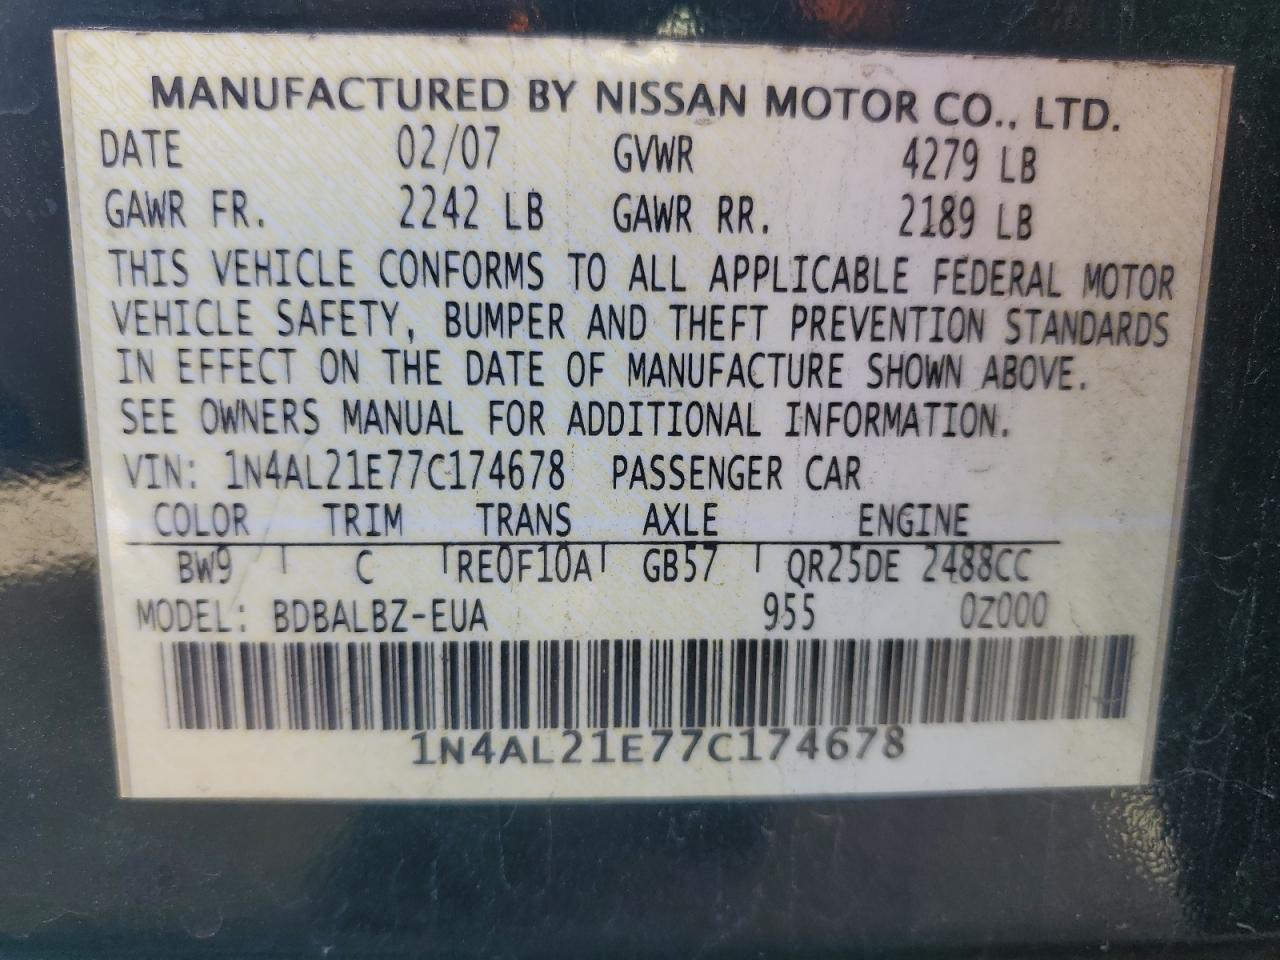 MANUFACTURED BY NISSAN MOTOR CO., LTD.
DATE 02/07 GVWR 4279 LB
GAWR FR. 2242 LB GAWR RR. 2189 LB
THIS VEHICLE CONFORMS TO ALL APPLICABLE FEDERAL MOTOR
VEHICLE SAFETY, BUMPER AND THEFT PREVENTION STANDARDS
IN EFFECT ON THE DATE OF MANUFACTURE SHOWN ABOVE.
SEE OWNERS MANUAL FOR ADDITIONAL INFORMATION.
VIN: 1N4AL21E77C174678 PASSENGER CAR
COLOR TRIM TRANS AXLE ENGINE
BW9 C RE0F10A GB57 QR25DE 2488CC
MODEL: BDBALBZ-EUA 955 0Z000
1N4AL21E77C174678